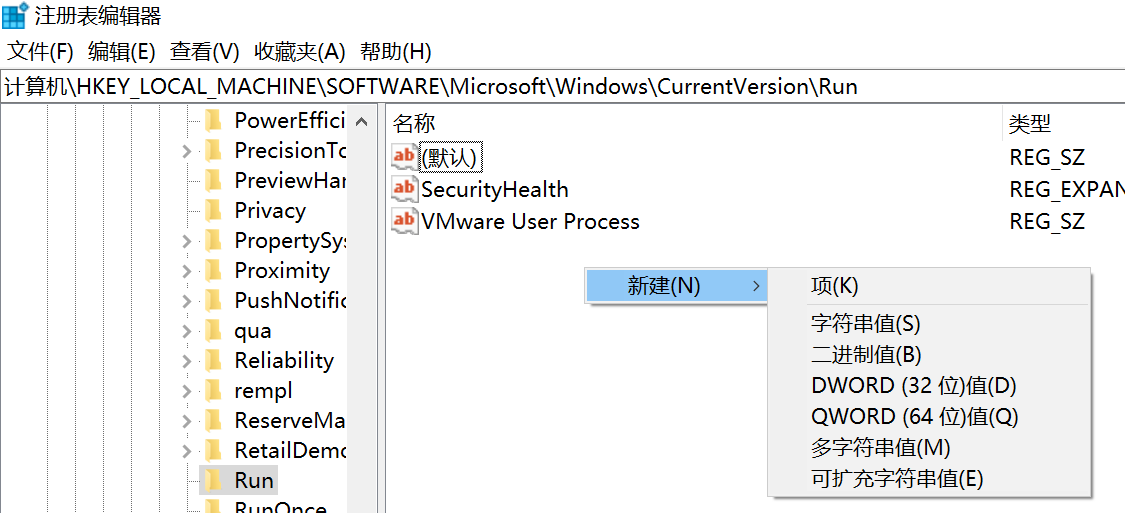 注册表编辑器
文件(F) 编辑(E) 查看(V) 收藏夹(A) 帮助(H)
计算机\HKEY_LOCAL_MACHINE\SOFTWARE\Microsoft\Windows\CurrentVersion\Run
PowerEffici
PrecisionTo
PreviewHan
Privacy
PropertySys
Proximity
PushNotific
qua
Reliability
rempl
ReserveMa
RetailDemo
Run
RunOnce
名称 类型
(默认) REG_SZ
SecurityHealth REG_EXPAN
VMware User Process REG_SZ
新建(N)
项(K)
字符串值(S)
二进制值(B)
DWORD (32 位)值(D)
QWORD (64 位)值(Q)
多字符串值(M)
可扩充字符串值(E)